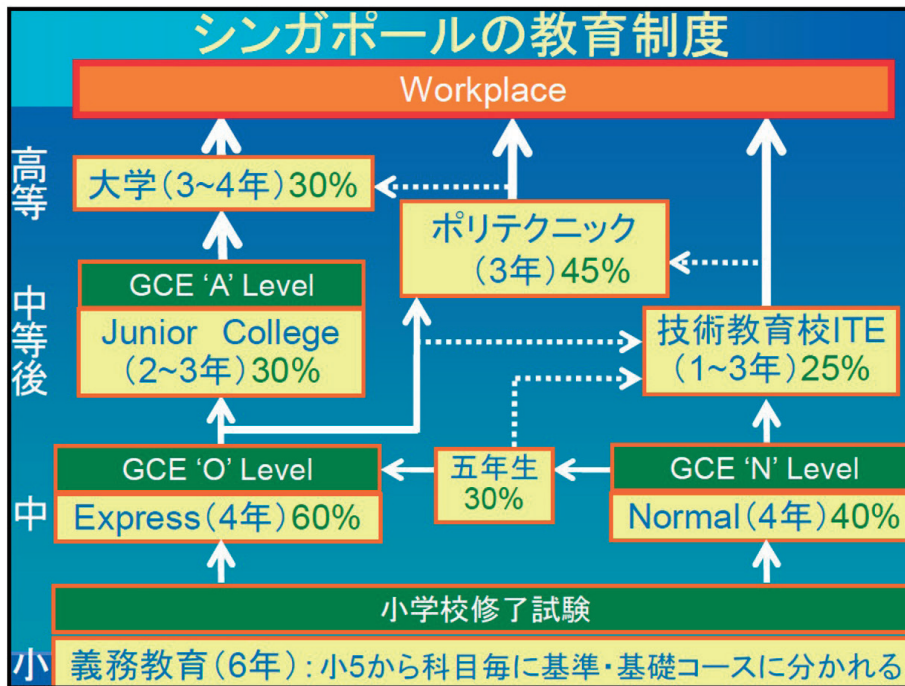 シンガポールの教育制度
Workplace
高等
大学(3~4年)30%
ポリテクニック
(3年)45%
中等後
GCE 'A' Level
Junior College
(2~3年)30%
技術教育校ITE
(1~3年)25%
中
GCE 'O' Level
Express(4年)60%
五年生
30%
GCE 'N' Level
Normal(4年)40%
小学校修了試験
小
義務教育(6年):小5から科目毎に基準・基礎コースに分かれる